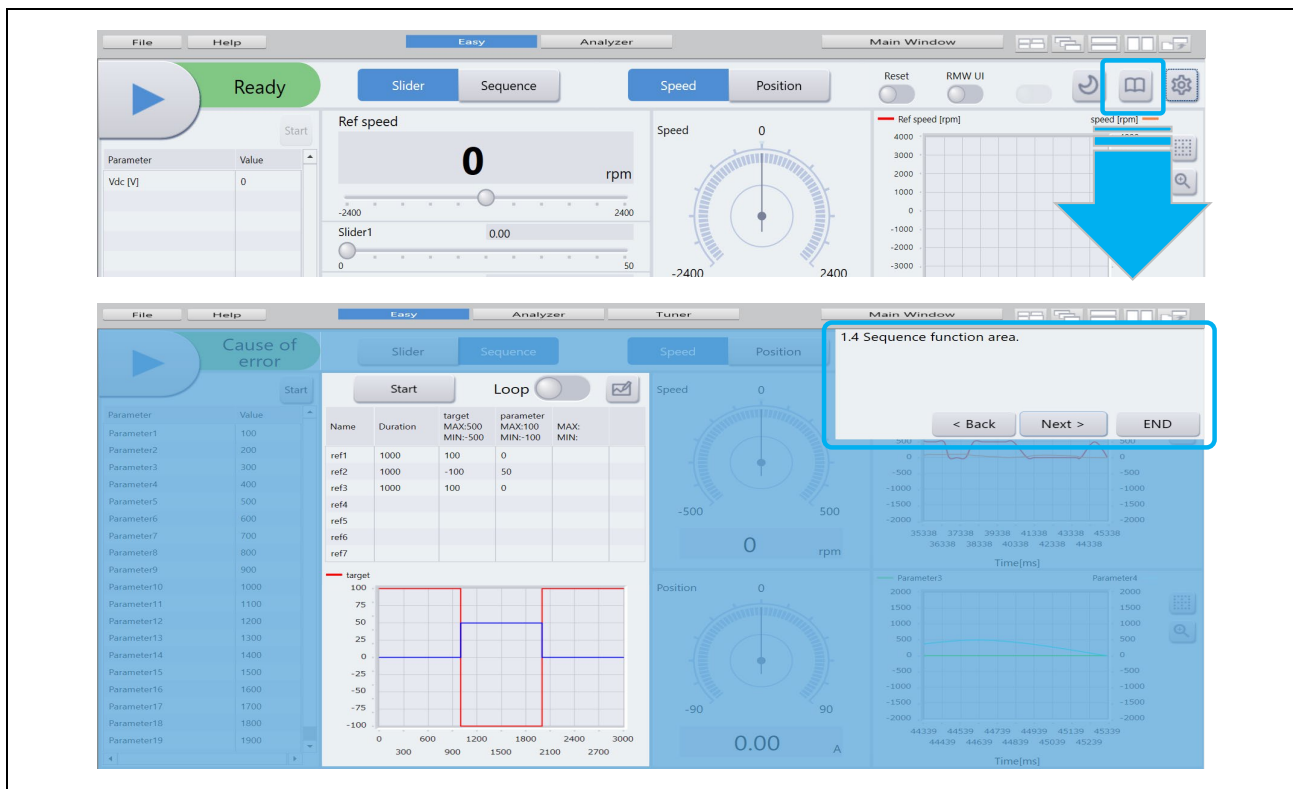 File Help Easy Analyzer Main Window
Ready
Slider Sequence
Speed Position
Reset RMW UI
Start
Parameter Value
Vdc [V] 0
Ref speed
0 rpm
-2400 2400
Slider1 0.00
0 50
Speed 0
-2400 2400
Ref speed [rpm] speed [rpm]
4000
3000
2000
1000
0
-1000
-2000
-3000
File Help Easy Analyzer Tuner Main Window
Cause of
error
Slider Sequence
Speed Position
1.4 Sequence function area.
< Back Next > END
Start
Parameter Value
Parameter1 100
Parameter2 200
Parameter3 300
Parameter4 400
Parameter5 500
Parameter6 600
Parameter7 700
Parameter8 800
Parameter9 900
Parameter10 1000
Parameter11 1100
Parameter12 1200
Parameter13 1300
Parameter14 1400
Parameter15 1500
Parameter16 1600
Parameter17 1700
Parameter18 1800
Parameter19 1900
Start Loop
Name Duration target MAX:500 MIN:-500 parameter MAX:100 MIN:-100 MAX: MIN:
ref1 1000 100 0
ref2 1000 -100 50
ref3 1000 100 0
ref4
ref5
ref6
ref7
target
100
75
50
25
0
-25
-50
-75
-100
0 600 1200 1800 2400 3000
300 900 1500 2100 2700
Speed 0
-500 500
0 rpm
Position 0
-90 90
0.00 A
500 500
0 0
-500 -500
-1000 -1000
-1500 -1500
-2000 -2000
35338 37338 39338 41338 43338 45338
36338 38338 40338 42338 44338
Time[ms]
Parameter3 Parameter4
2000 2000
1500 1500
1000 1000
500 500
0 0
-500 -500
-1000 -1000
-1500 -1500
-2000 -2000
44339 44539 44739 44939 45139 45339
44439 44639 44839 45039 45239
Time[ms]